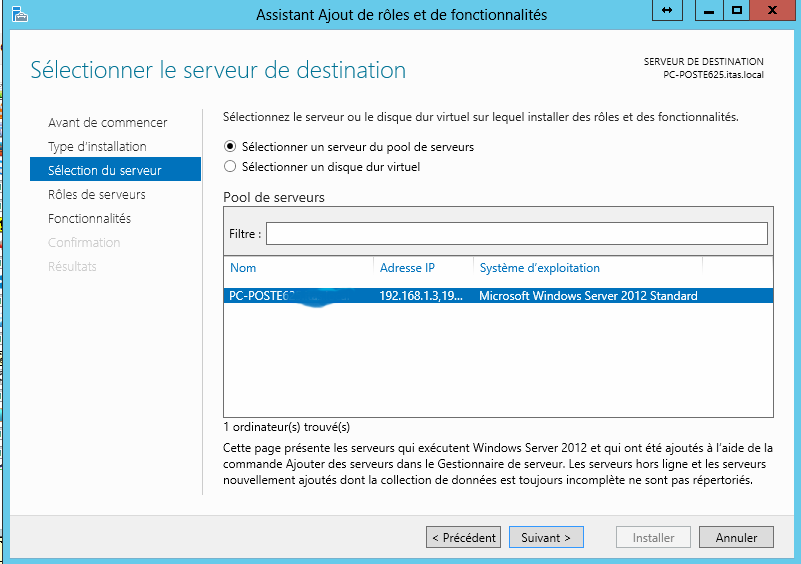 Assistant Ajout de rôles et de fonctionnalités
Sélectionner le serveur de destination
SERVEUR DE DESTINATION
PC-POSTE625.itas.local
Avant de commencer
Type d'installation
Sélection du serveur
Rôles de serveurs
Fonctionnalités
Confirmation
Résultats
Sélectionnez le serveur ou le disque dur virtuel sur lequel installer des rôles et des fonctionnalités.
Sélectionner un serveur du pool de serveurs
Sélectionner un disque dur virtuel
Pool de serveurs
Filtre :
Nom Adresse IP Système d'exploitation
PC-POSTE62 192.168.1.3,19... Microsoft Windows Server 2012 Standard
1 ordinateur(s) trouvé(s)
Cette page présente les serveurs qui exécutent Windows Server 2012 et qui ont été ajoutés à l'aide de la
commande Ajouter des serveurs dans le Gestionnaire de serveur. Les serveurs hors ligne et les serveurs
nouvellement ajoutés dont la collection de données est toujours incomplète ne sont pas répertoriés.
< Précédent Suivant > Installer Annuler